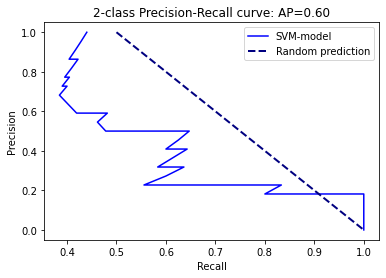 2-class Precision-Recall curve: AP=0.60
SVM-model
Random prediction
Precision
1.0
0.8
0.6
0.4
0.2
0.0
0.4 0.5 0.6 0.7 0.8 0.9 1.0
Recall